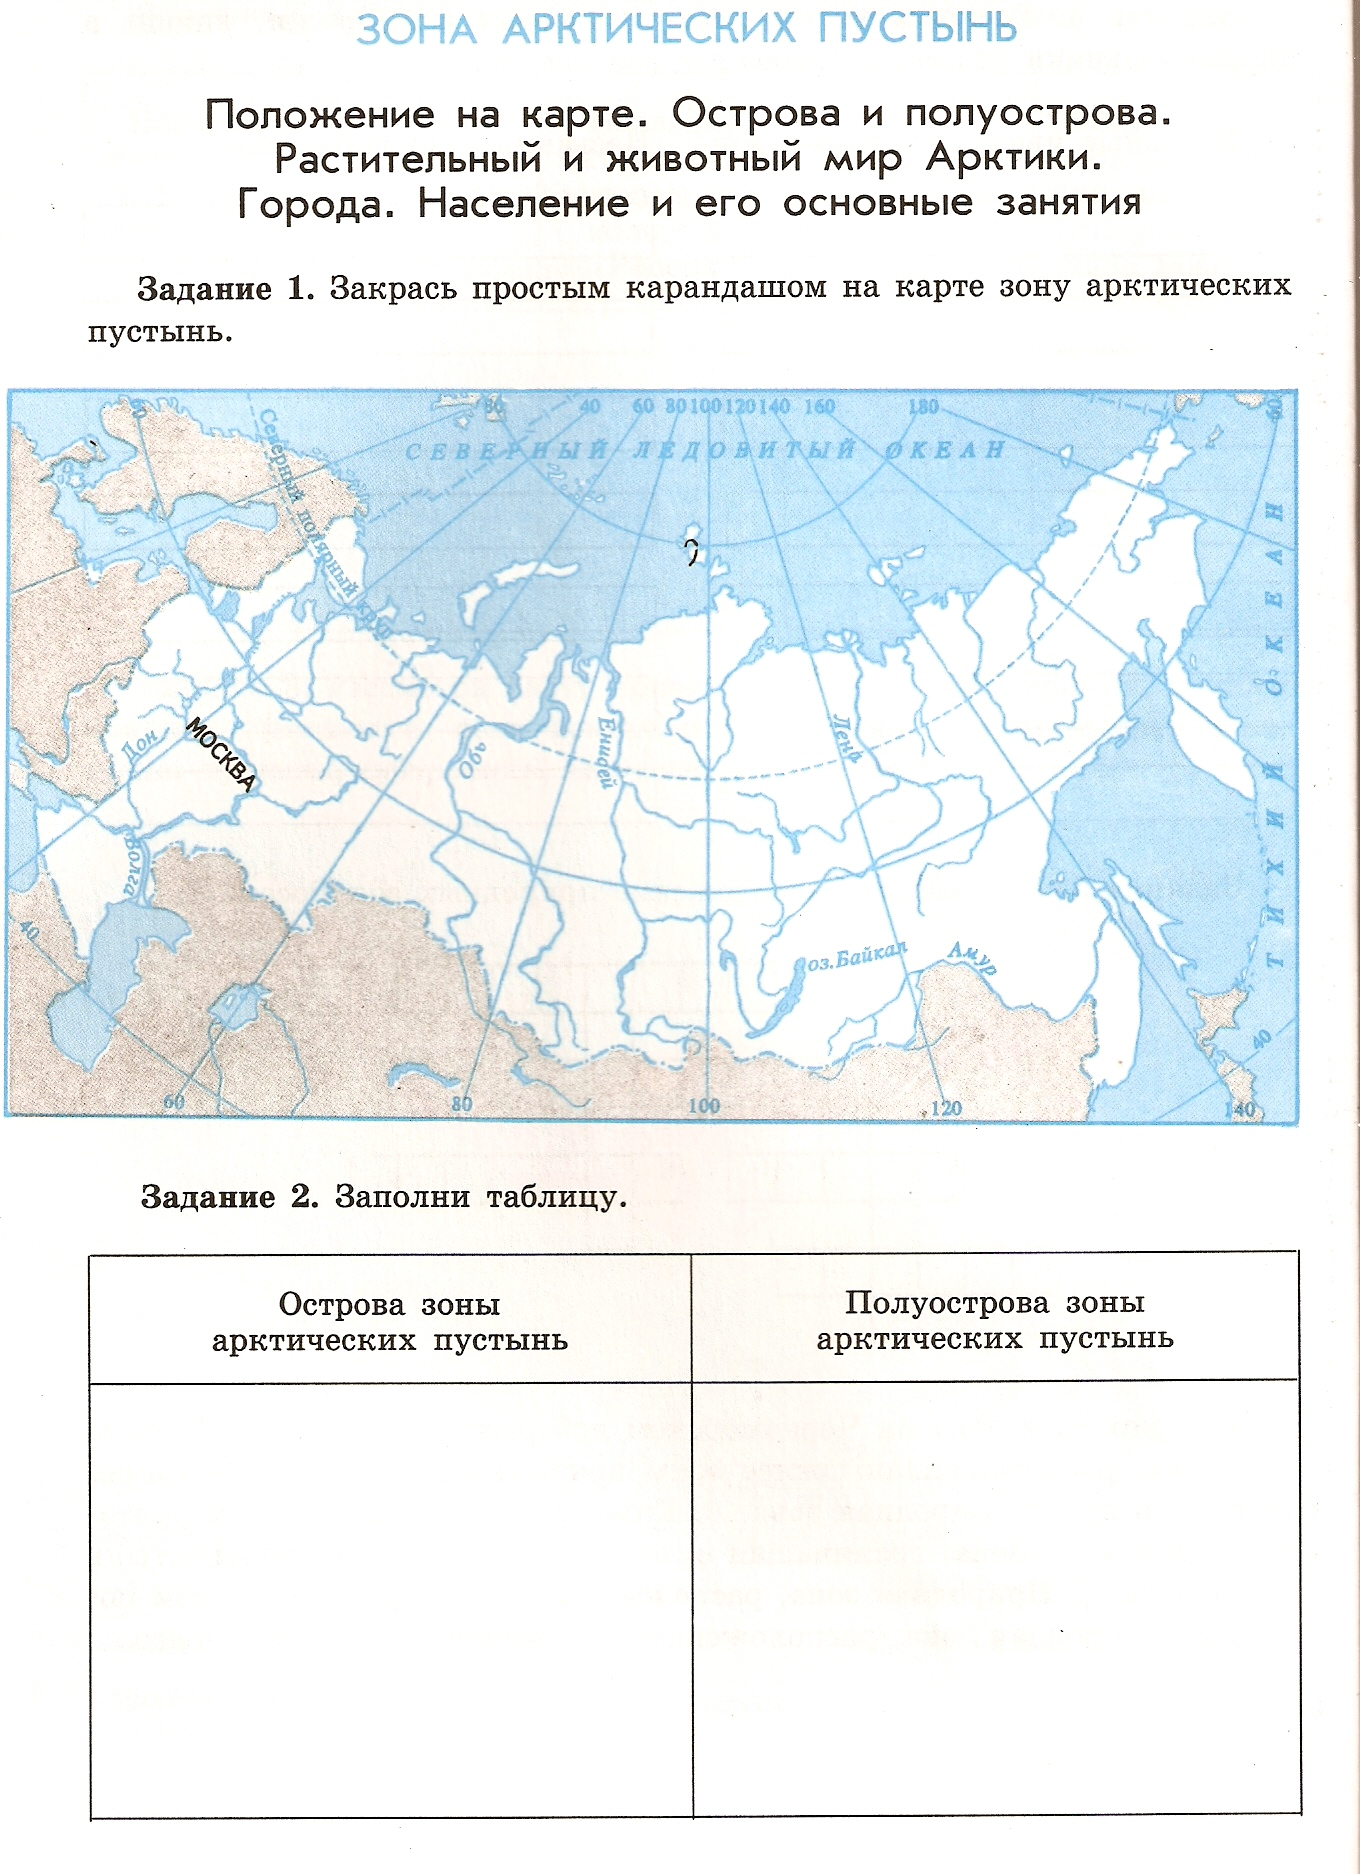 ЗОНА АРКТИЧЕСКИХ ПУСТЫНЬ
Положение на карте. Острова и полуострова.
Растительный и животный мир Арктики.
Города. Население и его основные занятия
Задание 1. Закрась простым карандашом на карте зону арктических
пустынь.
60
80
40
60
80
100
120
140
160
180
60
СЕВЕРНЫЙ ЛЕДОВИТЫЙ ОКЕАН
Северный полярный круг
ТИХИЙ ОКЕАН
МОСКВА
Дон
Обь
Енисей
Лена
Волга
оз.Байкал
Амур
40
40
60
80
100
120
140
Задание 2. Заполни таблицу.
Острова зоны
арктических пустынь
Полуострова зоны
арктических пустынь